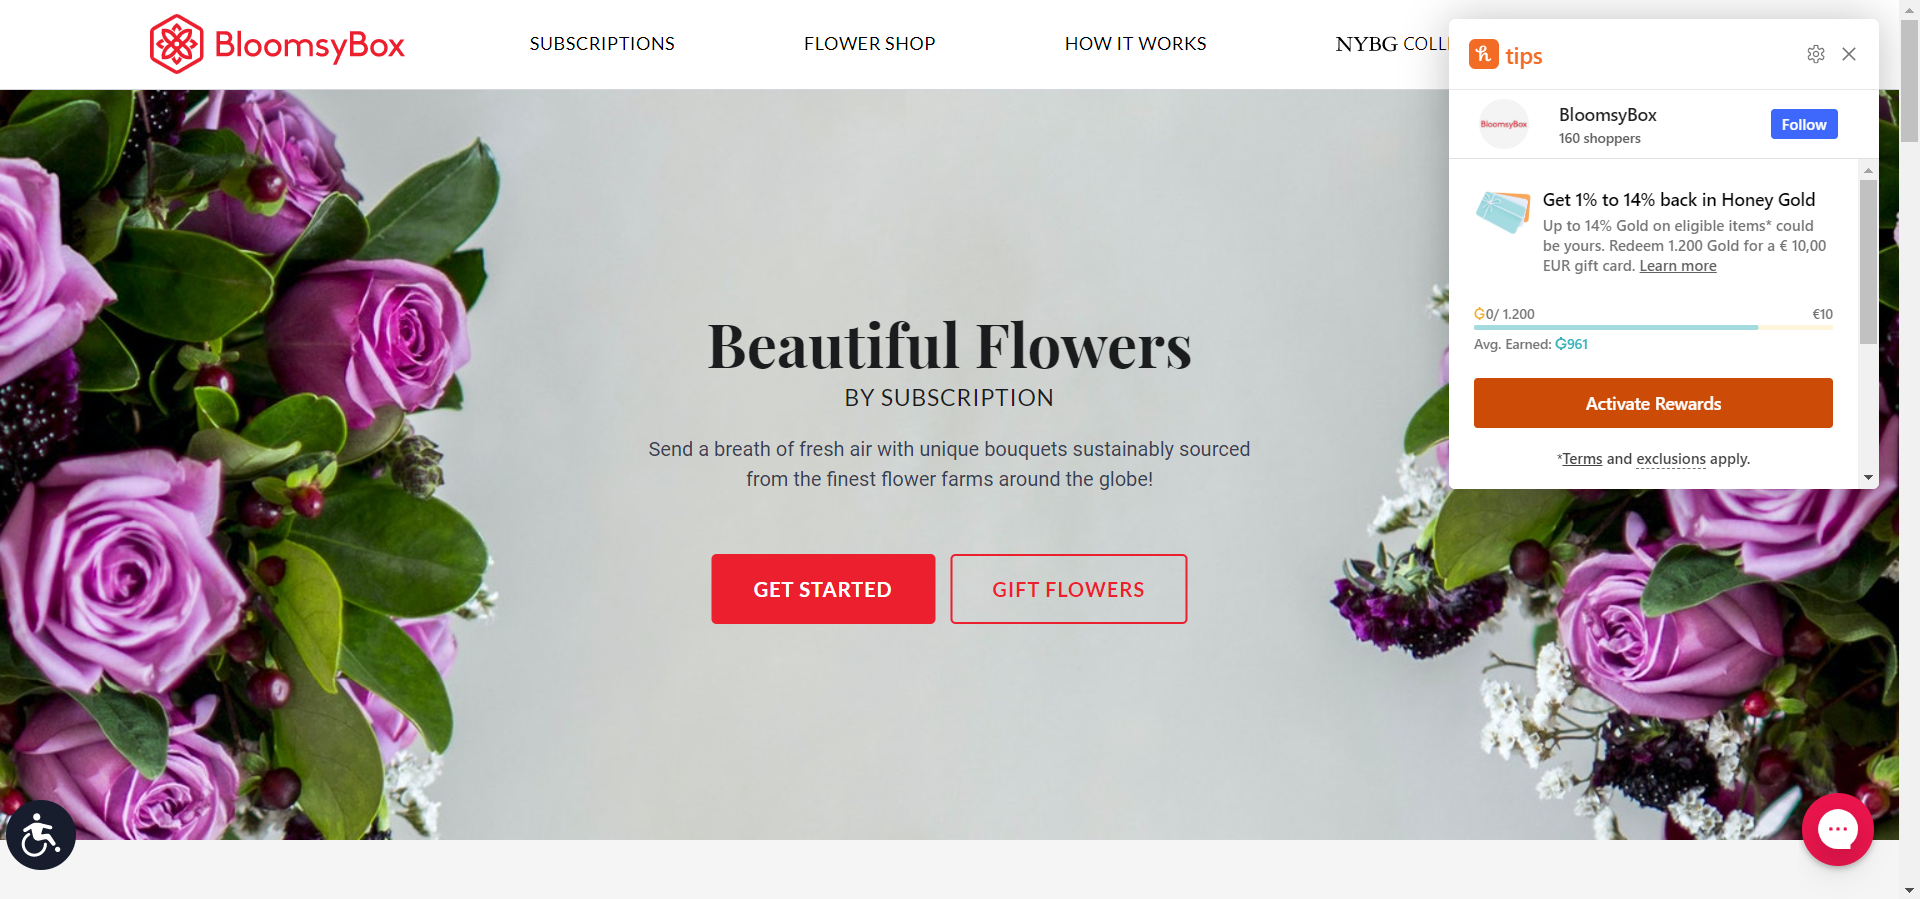 BloomsyBox
SUBSCRIPTIONS
FLOWER SHOP
HOW IT WORKS
NYBG
Beautiful Flowers
BY SUBSCRIPTION
Send a breath of fresh air with unique bouquets sustainably sourced
from the finest flower farms around the globe!
GET STARTED
GIFT FLOWERS
tips
BloomsyBox
BloomsyBox
160 shoppers
Follow
Get 1% to 14% back in Honey Gold
Up to 14% Gold on eligible items* could
be yours. Redeem 1.200 Gold for a € 10,00
EUR gift card. Learn more
0/ 1.200
€10
Avg. Earned: 961
Activate Rewards
*Terms and exclusions apply.